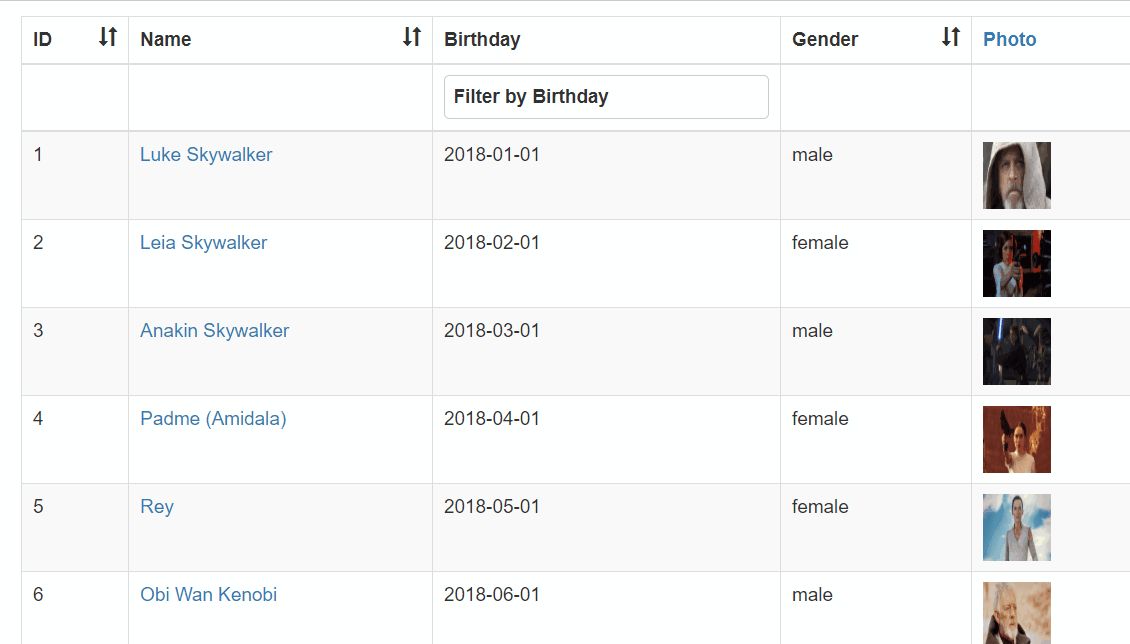 ID Name Birthday Gender Photo
Filter by Birthday
1 Luke Skywalker 2018-01-01 male
2 Leia Skywalker 2018-02-01 female
3 Anakin Skywalker 2018-03-01 male
4 Padme (Amidala) 2018-04-01 female
5 Rey 2018-05-01 female
6 Obi Wan Kenobi 2018-06-01 male